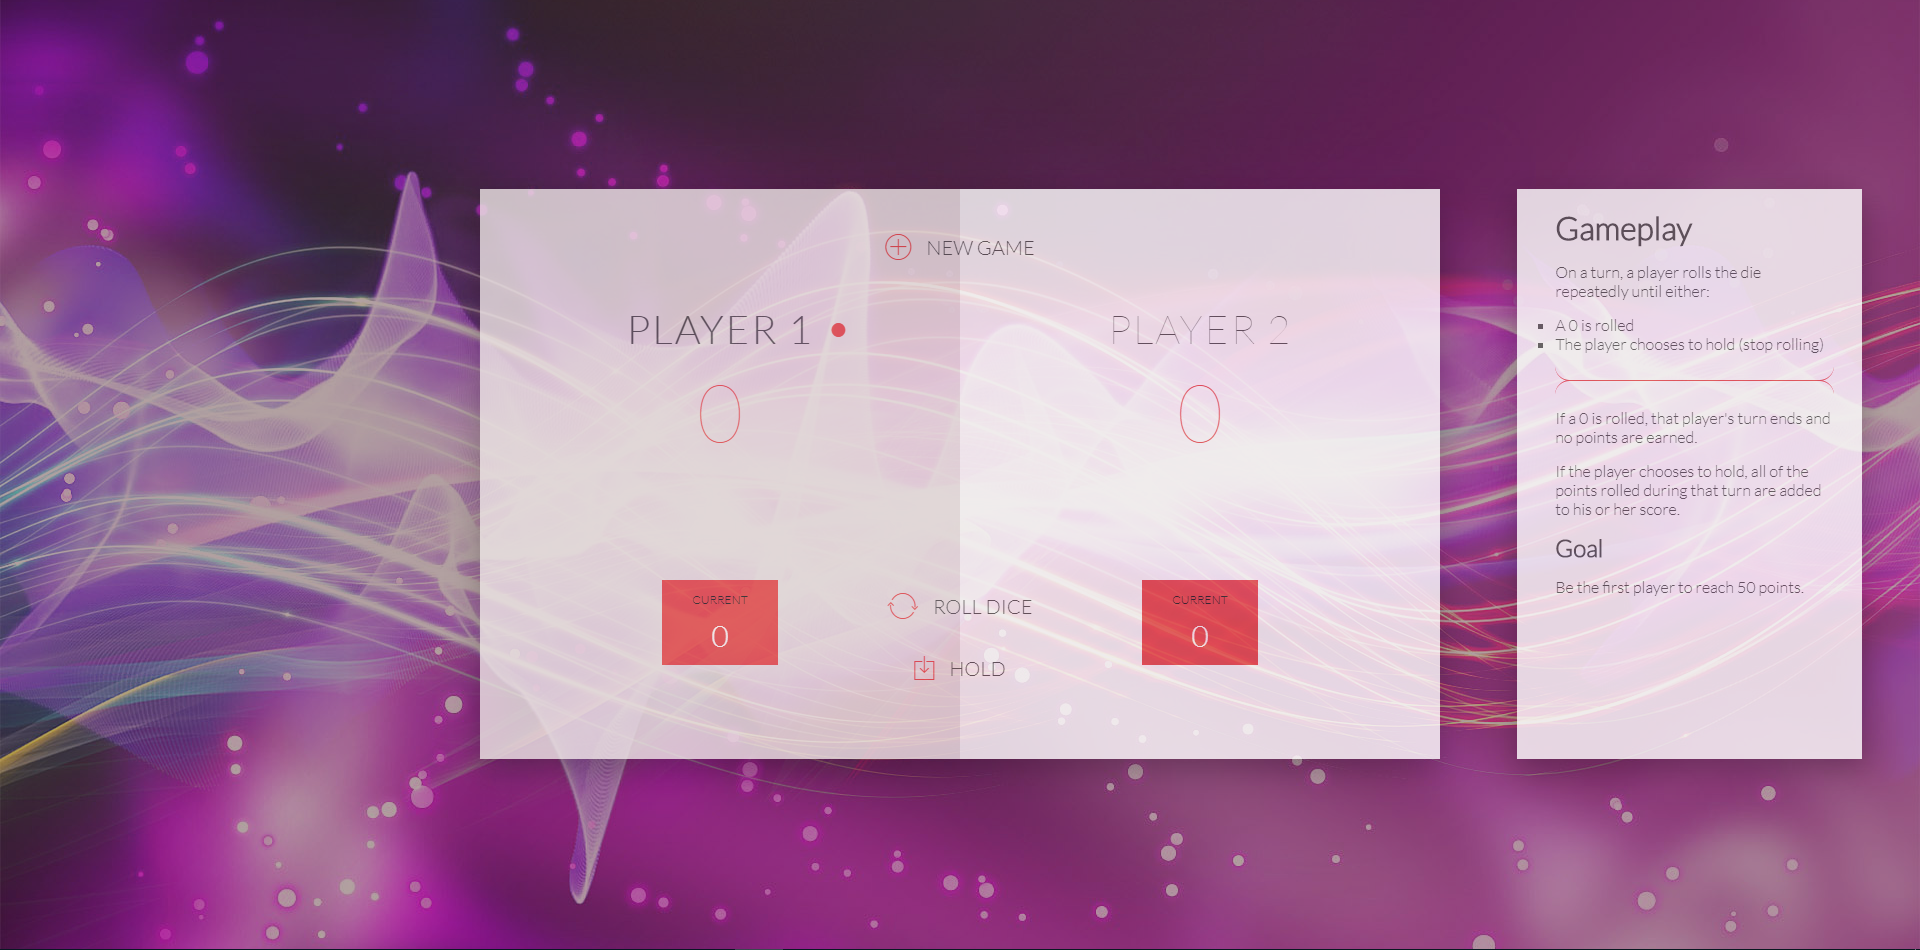 NEW GAME
PLAYER 1
0
CURRENT
0
PLAYER 2
0
CURRENT
0
ROLL DICE
HOLD
Gameplay
On a turn, a player rolls the die
repeatedly until either:
A 0 is rolled
The player chooses to hold (stop rolling)
If a 0 is rolled, that player's turn ends and
no points are earned.
If the player chooses to hold, all of the
points rolled during that turn are added
to his or her score.
Goal
Be the first player to reach 50 points.